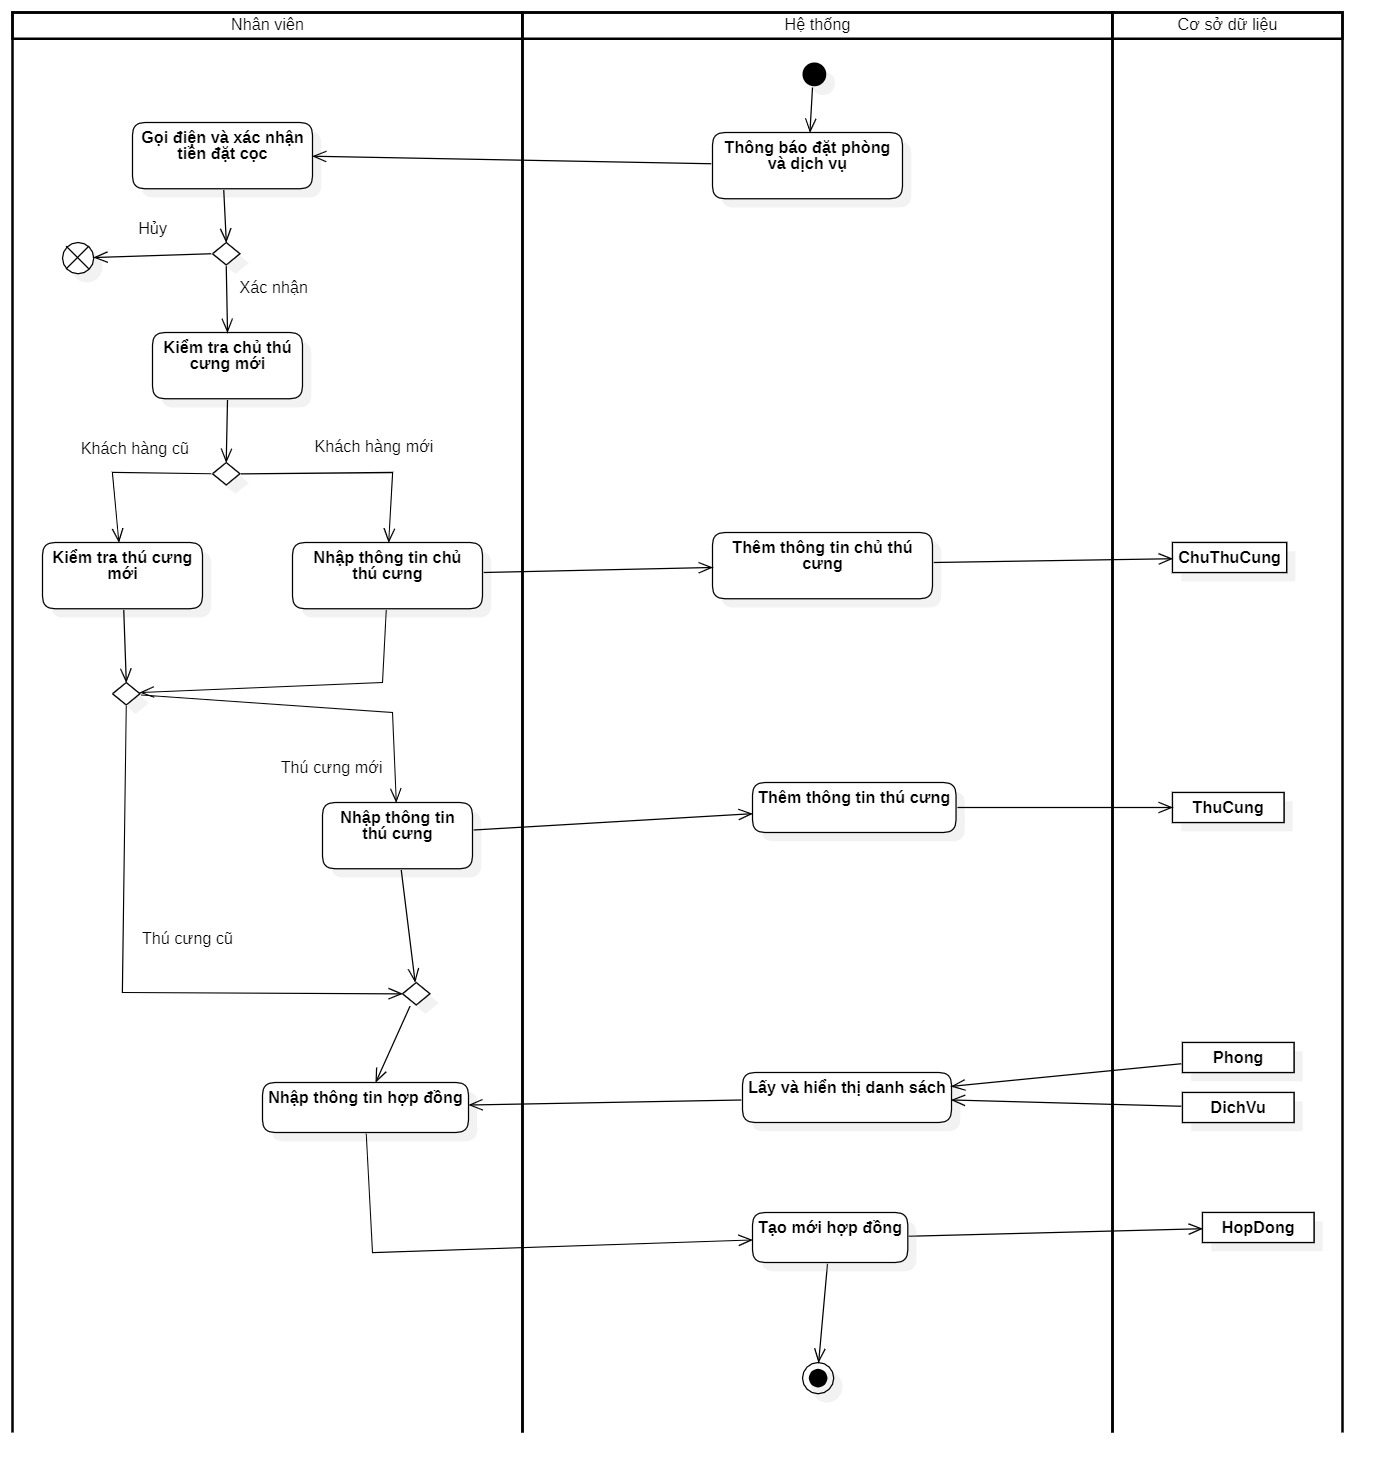 Nhân viên
Hệ thống
Cơ sở dữ liệu
Gọi điện và xác nhận
tiền đặt cọc
Thông báo đặt phòng
và dịch vụ
Hủy
Xác nhận
Kiểm tra chủ thú
cưng mới
Khách hàng cũ
Khách hàng mới
Kiểm tra thú cưng
mới
Nhập thông tin chủ
thú cưng
Thêm thông tin chủ thú
cưng
ChuThuCung
Thú cưng mới
Nhập thông tin
thú cưng
Thêm thông tin thú cưng
ThuCung
Thú cưng cũ
Phong
Nhập thông tin hợp đồng
Lấy và hiển thị danh sách
DichVu
Tạo mới hợp đồng
HopDong